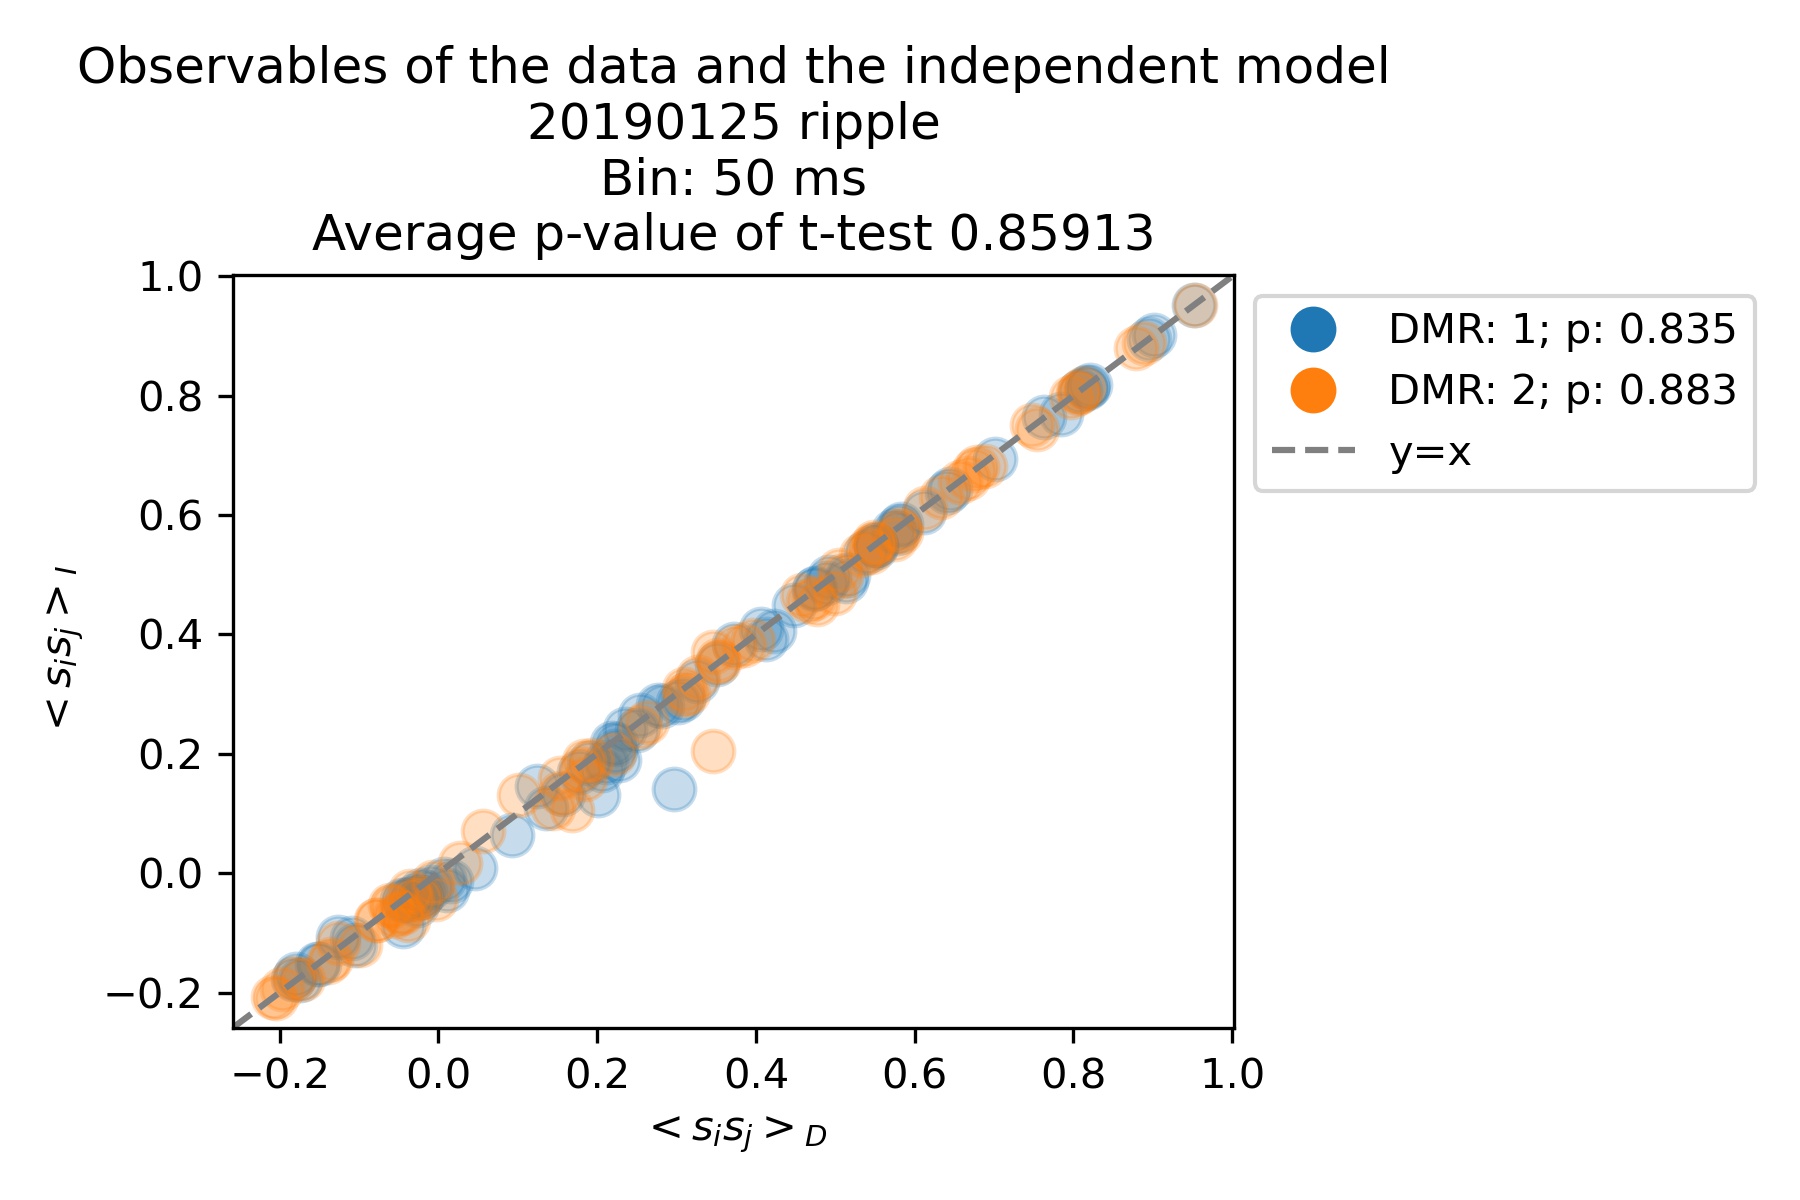 Observables of the data and the independent model
20190125 ripple
Bin: 50 ms
Average p-value of t-test 0.85913
1.0
0.8
0.6
0.4
0.2
0.0
−0.2
< s_i s_j >_I
−0.2 0.0 0.2 0.4 0.6 0.8 1.0
< s_i s_j >_D
DMR: 1; p: 0.835
DMR: 2; p: 0.883
y=x